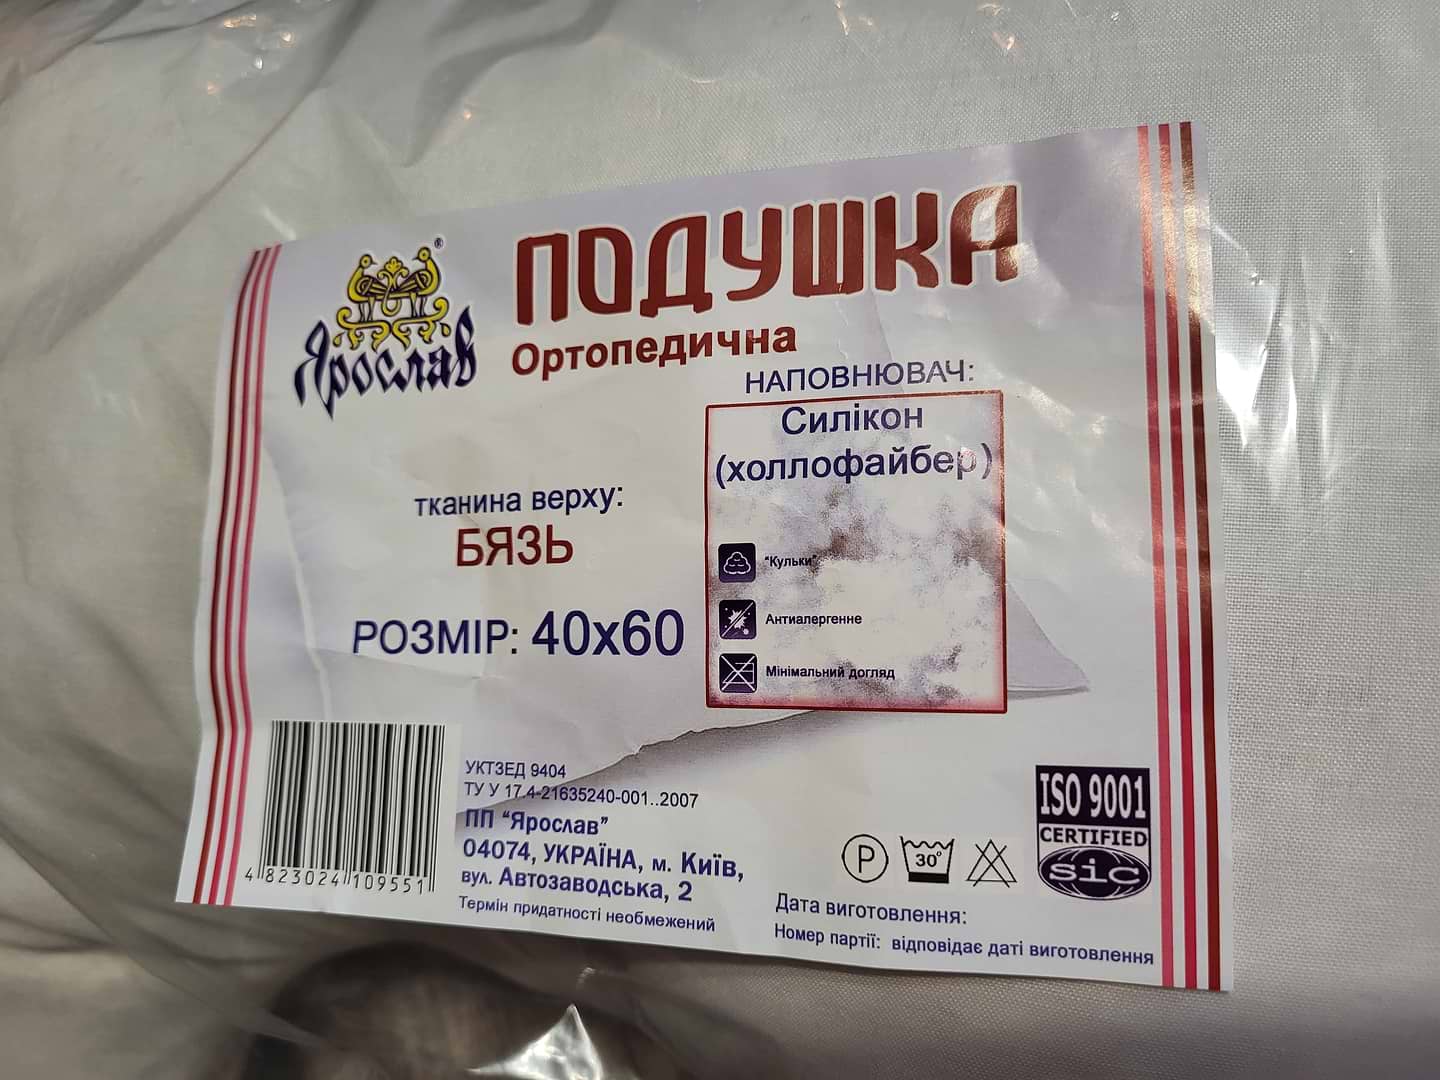 Ярослав®
ПОДУШКА
Ортопедична
НАПОВНЮВАЧ:
Силікон
(холлофайбер)
тканина верху:
БЯЗЬ
РОЗМІР: 40х60
"Кульки"
Антиалергенне
Мінімальний догляд
4 823024 109551
УКТЗЕД 9404
ТУ У 17.4-21635240-001..2007
ПП "Ярослав"
04074, УКРАЇНА, м. Київ,
вул. Автозаводська, 2
Термін придатності необмежений
P
30°
ISO 9001
CERTIFIED
SIC
Дата виготовлення:
Номер партії: відповідає даті виготовлення